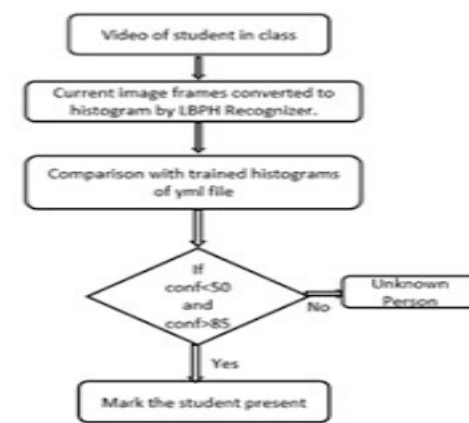 Video of student in class
Current image frames converted to
histogram by LBPH Recognizer.
Comparison with trained histograms
of yml file
If
conf<50
and
conf>85
No
Unknown
Person
Yes
Mark the student present